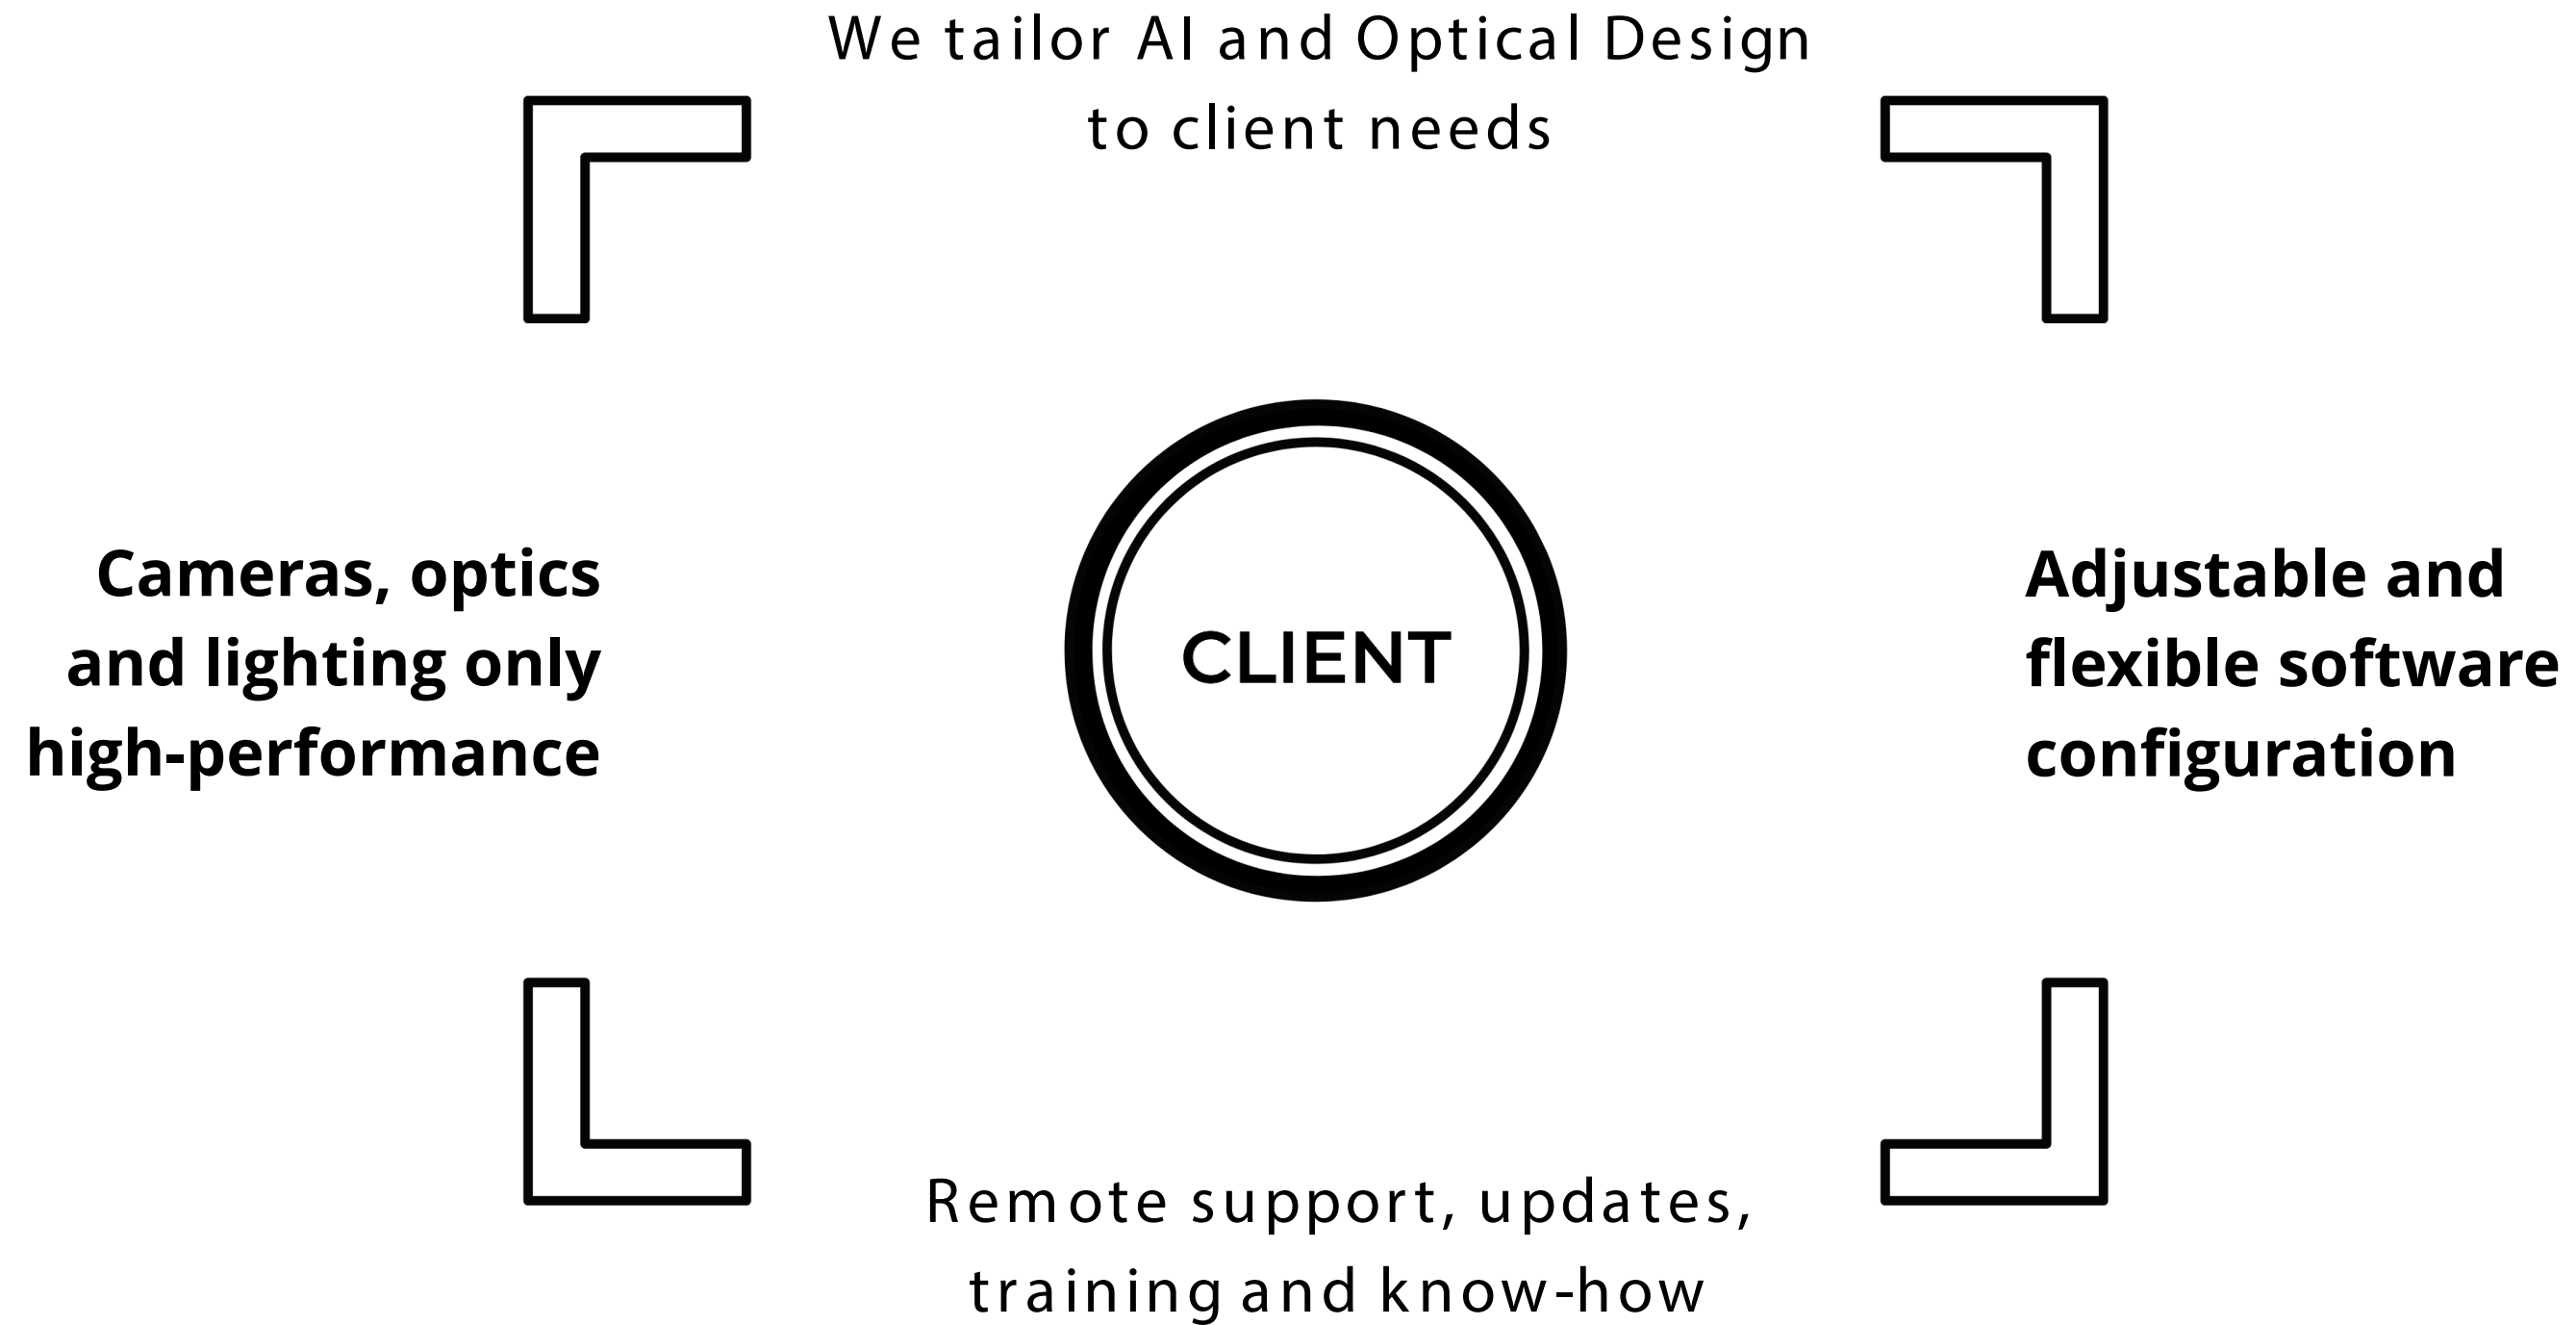 We tailor AI and Optical Design
to client needs
Cameras, optics
and lighting only
high-performance
CLIENT
Adjustable and
flexible software
configuration
Remote support, updates,
training and know-how